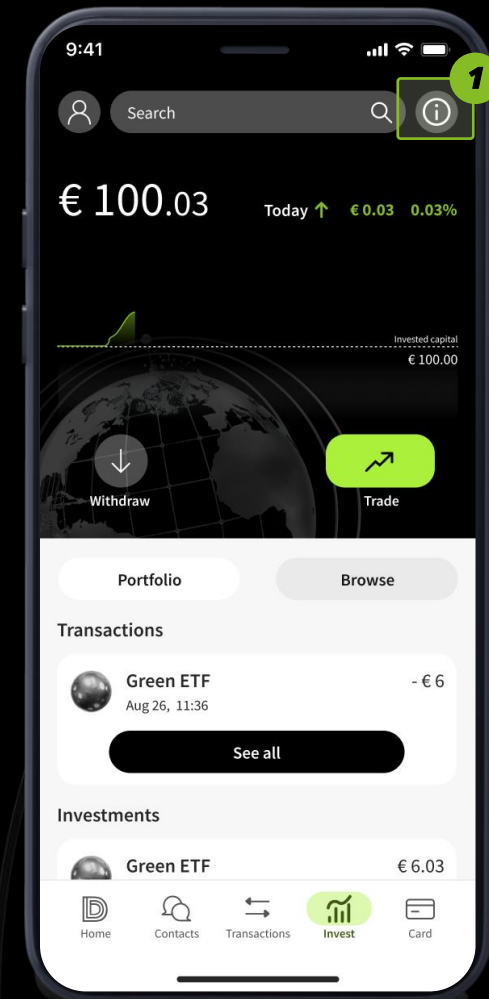 9:41
1
Search
€ 100.03
Today ↑ € 0.03 0.03%
Invested capital
€ 100.00
Withdraw
Trade
Portfolio
Browse
Transactions
Green ETF
- € 6
Aug 26, 11:36
See all
Investments
Green ETF
€ 6.03
Home
Contacts
Transactions
Invest
Card